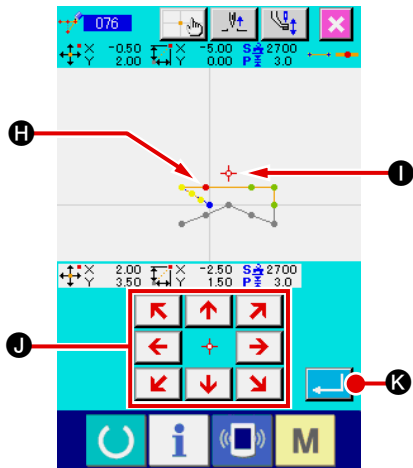 076
X -0.50 X -5.00 S 2700
Y 2.00 Y 0.00 P 3.0
H
I
X 2.00 X -2.50 S 2700
Y 3.50 Y 1.50 P 3.0
J
K
i M